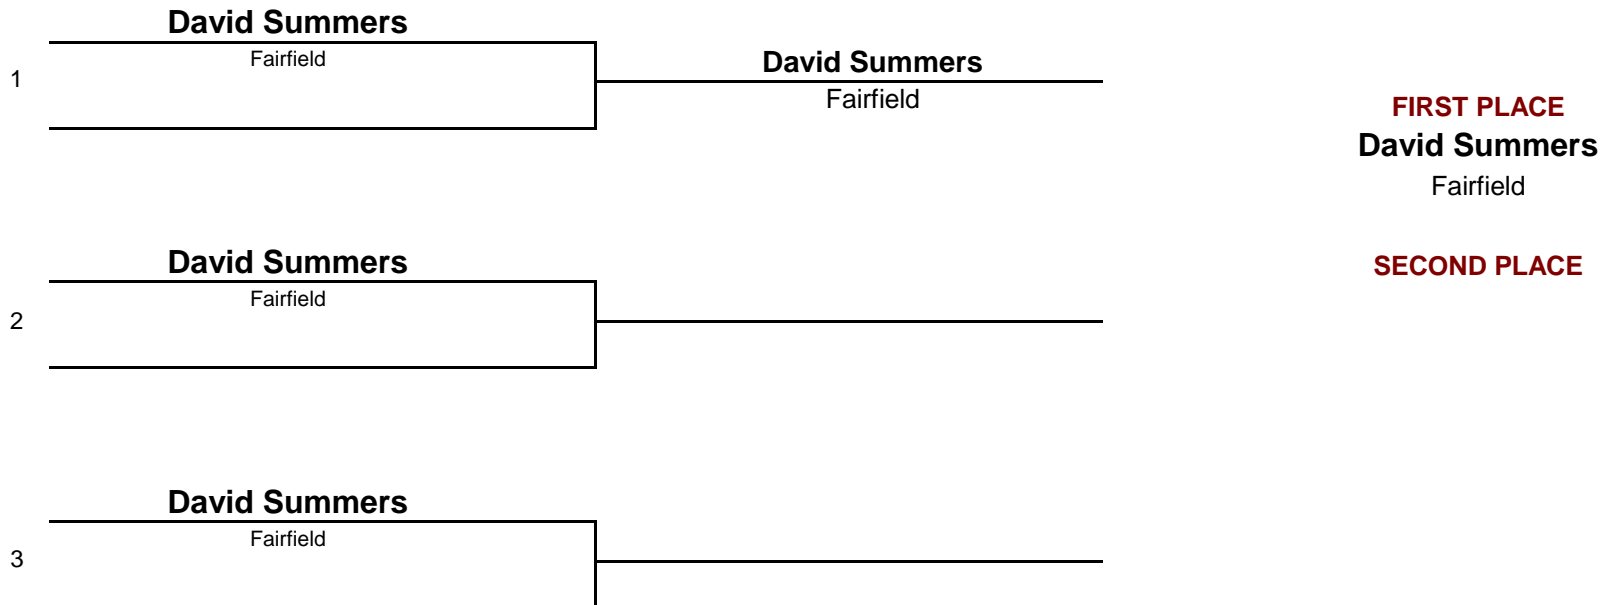 David Summers
Fairfield
1
David Summers
Fairfield
FIRST PLACE
David Summers
Fairfield
David Summers
Fairfield
2
SECOND PLACE
David Summers
Fairfield
3